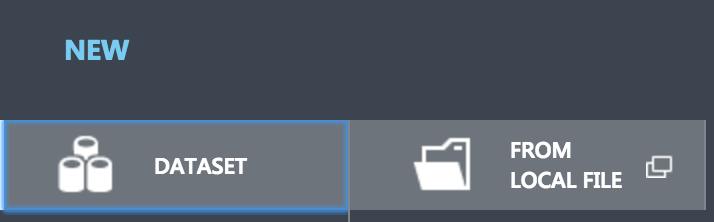 NEW
DATASET
FROM
LOCAL FILE